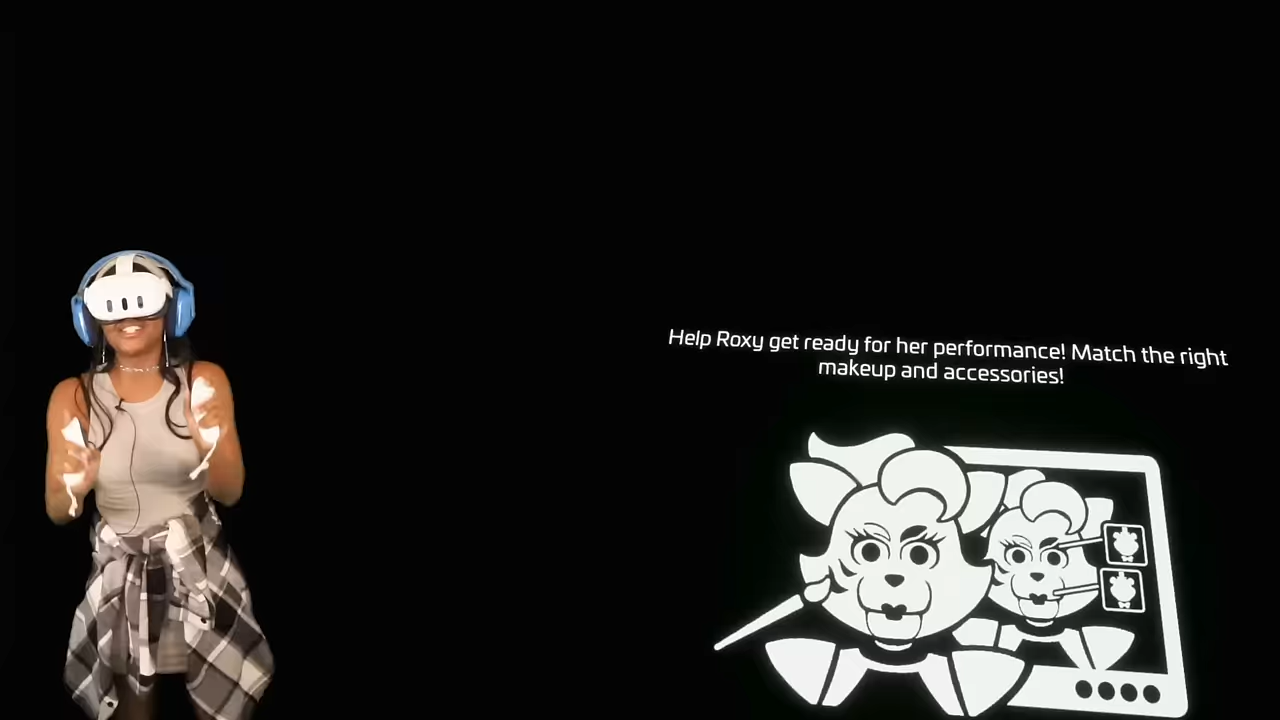 Help Roxy get ready for her performance! Match the right
makeup and accessories!